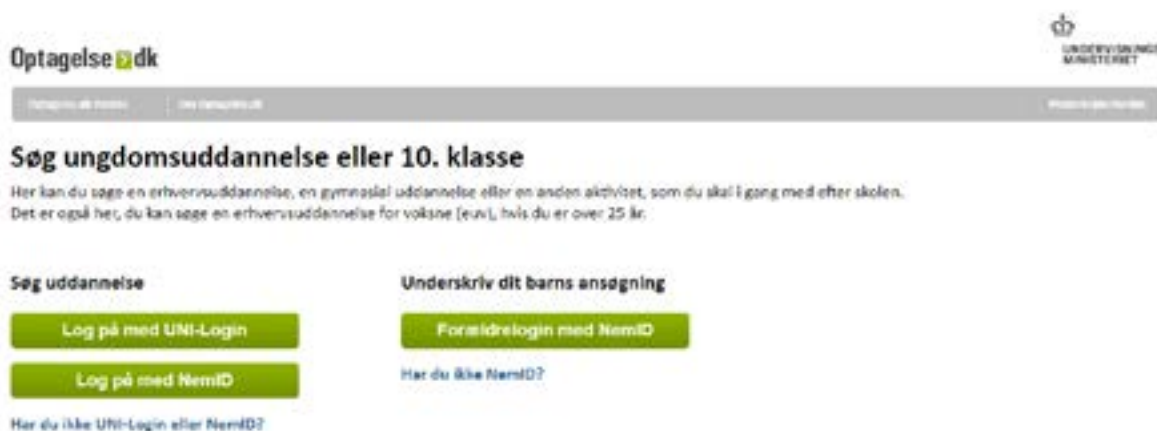 Optagelse dk
UNDERVISNINGS
MINISTERIET
Søg ungdomsuddannelse eller 10. klasse
Her kan du søge en erhvervsuddannelse, en gymnasial uddannelse eller en anden aktivitet, som du skal i gang med efter skolen.
Det er også her, du kan søge en erhvervsuddannelse for voksne (euv), hvis du er over 25 år.
Søg uddannelse
Underskriv dit barns ansøgning
Log på med UNI-Login
Forældrelogin med NemID
Log på med NemID
Har du ikke NemID?
Har du ikke UNI-Login eller NemID?